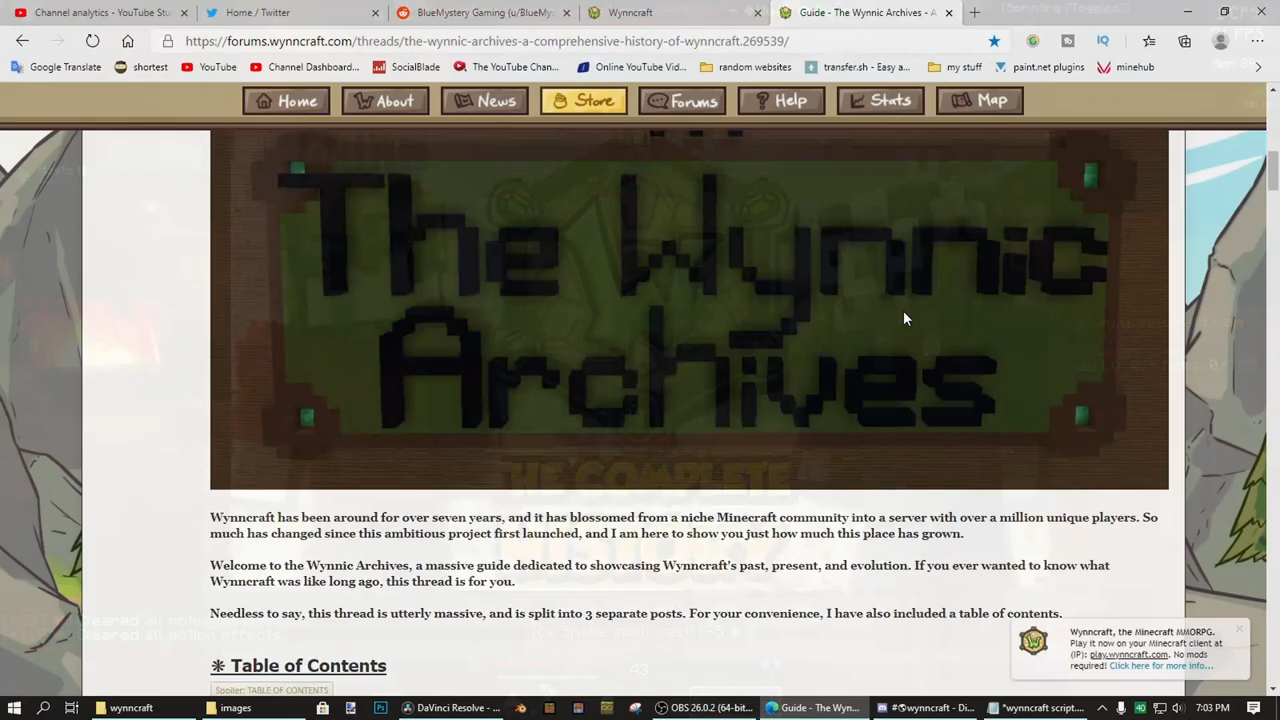 Channel analytics - YouTube Stu
Home / Twitter
BlueMystery Gaming (u/BlueMys
Wynncraft
Guide - The Wynnic Archives - A
https://forums.wynncraft.com/threads/the-wynnic-archives-a-comprehensive-history-of-wynncraft.269539/
Google Translate
shortest
YouTube
Channel Dashboard...
SocialBlade
The YouTube Chan...
Online YouTube Vid...
random websites
transfer.sh - Easy a...
my stuff
paint.net plugins
minehub
Home
About
News
Store
Forums
Help
Stats
Map
The Wynnic
Archives
HE COMPLETE
Wynncraft has been around for over seven years, and it has blossomed from a niche Minecraft community into a server with over a million unique players. So
much has changed since this ambitious project first launched, and I am here to show you just how much this place has grown.
Welcome to the Wynnic Archives, a massive guide dedicated to showcasing Wynncraft's past, present, and evolution. If you ever wanted to know what
Wynncraft was like long ago, this thread is for you.
Needless to say, this thread is utterly massive, and is split into 3 separate posts. For your convenience, I have also included a table of contents.
Cleared all potion effects
❋ Table of Contents
Spoiler: TABLE OF CONTENTS
Wynncraft, the Minecraft MMORPG.
Play it now on your Minecraft client at
(IP): play.wynncraft.com. No mods
required! Click here for more info...
43
wynncraft
images
DaVinci Resolve -...
OBS 26.0.2 (64-bit...
Guide - The Wyn...
#wynncraft - Di...
*wynncraft script...
40
7:03 PM